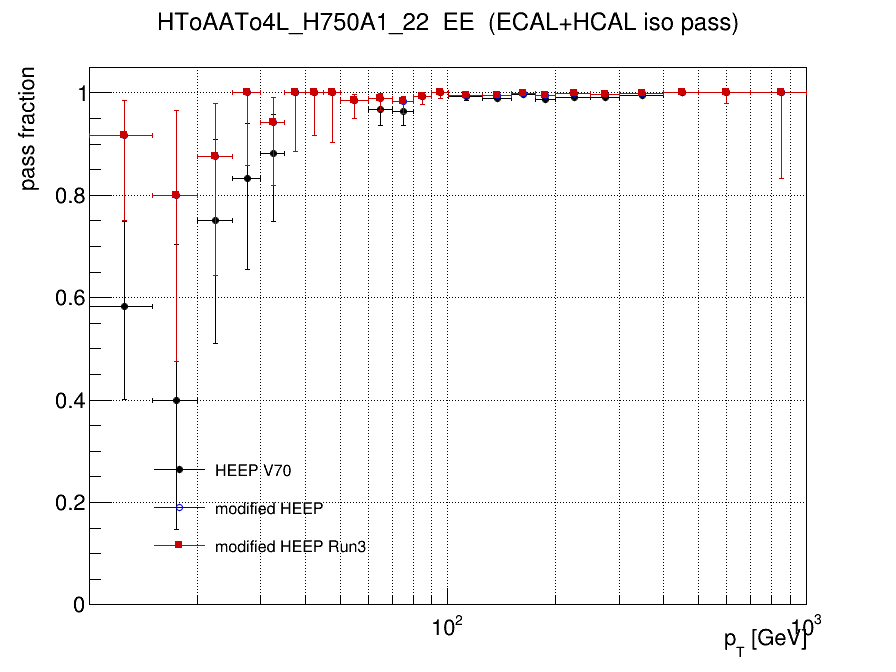 HToAATo4L_H750A1_22 EE (ECAL+HCAL iso pass)
pass fraction
1
0.8
0.6
0.4
0.2
0
HEEP V70
modified HEEP
modified HEEP Run3
10²
10³
p_T [GeV]